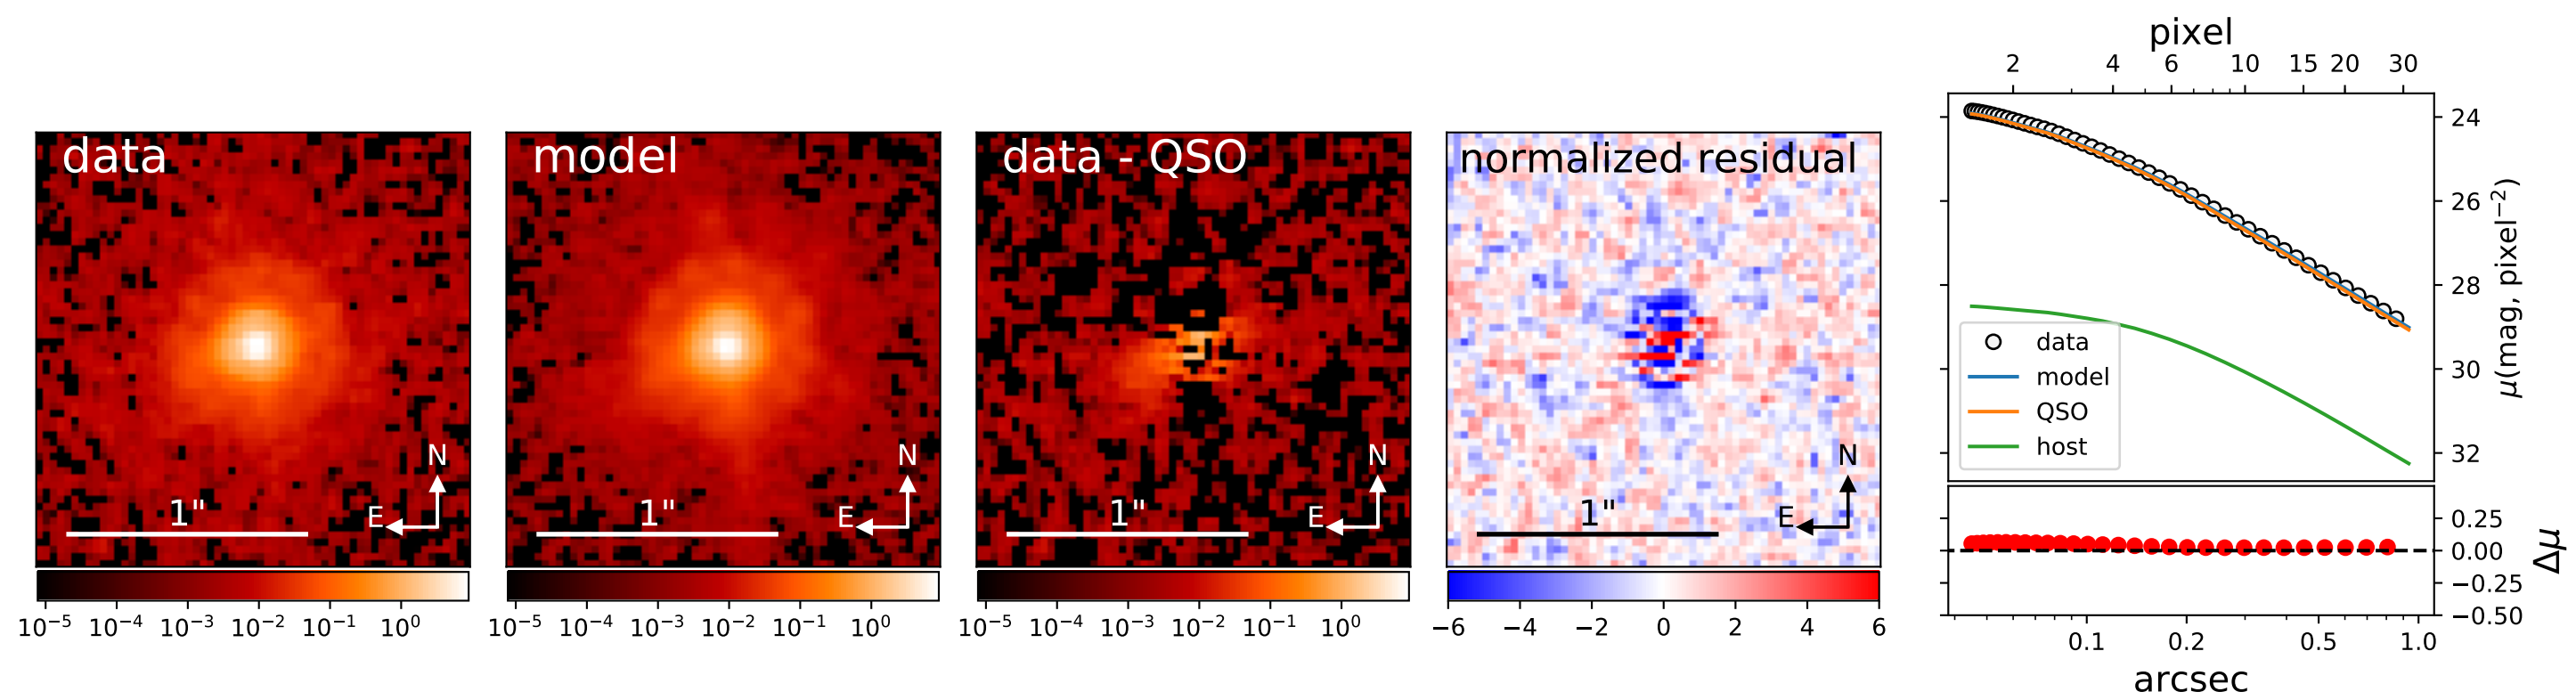 data
N
E
1"
10⁻⁵ 10⁻⁴ 10⁻³ 10⁻² 10⁻¹ 10⁰
model
N
E
1"
10⁻⁵ 10⁻⁴ 10⁻³ 10⁻² 10⁻¹ 10⁰
data - QSO
N
E
1"
10⁻⁵ 10⁻⁴ 10⁻³ 10⁻² 10⁻¹ 10⁰
normalized residual
N
E
1"
−6 −4 −2 0 2 4 6
pixel
2 4 6 10 15 20 30
24
26
28
30
32
μ(mag, pixel⁻²)
data
model
QSO
host
0.25
0.00
−0.25
−0.50
Δμ
0.1 0.2 0.5 1.0
arcsec